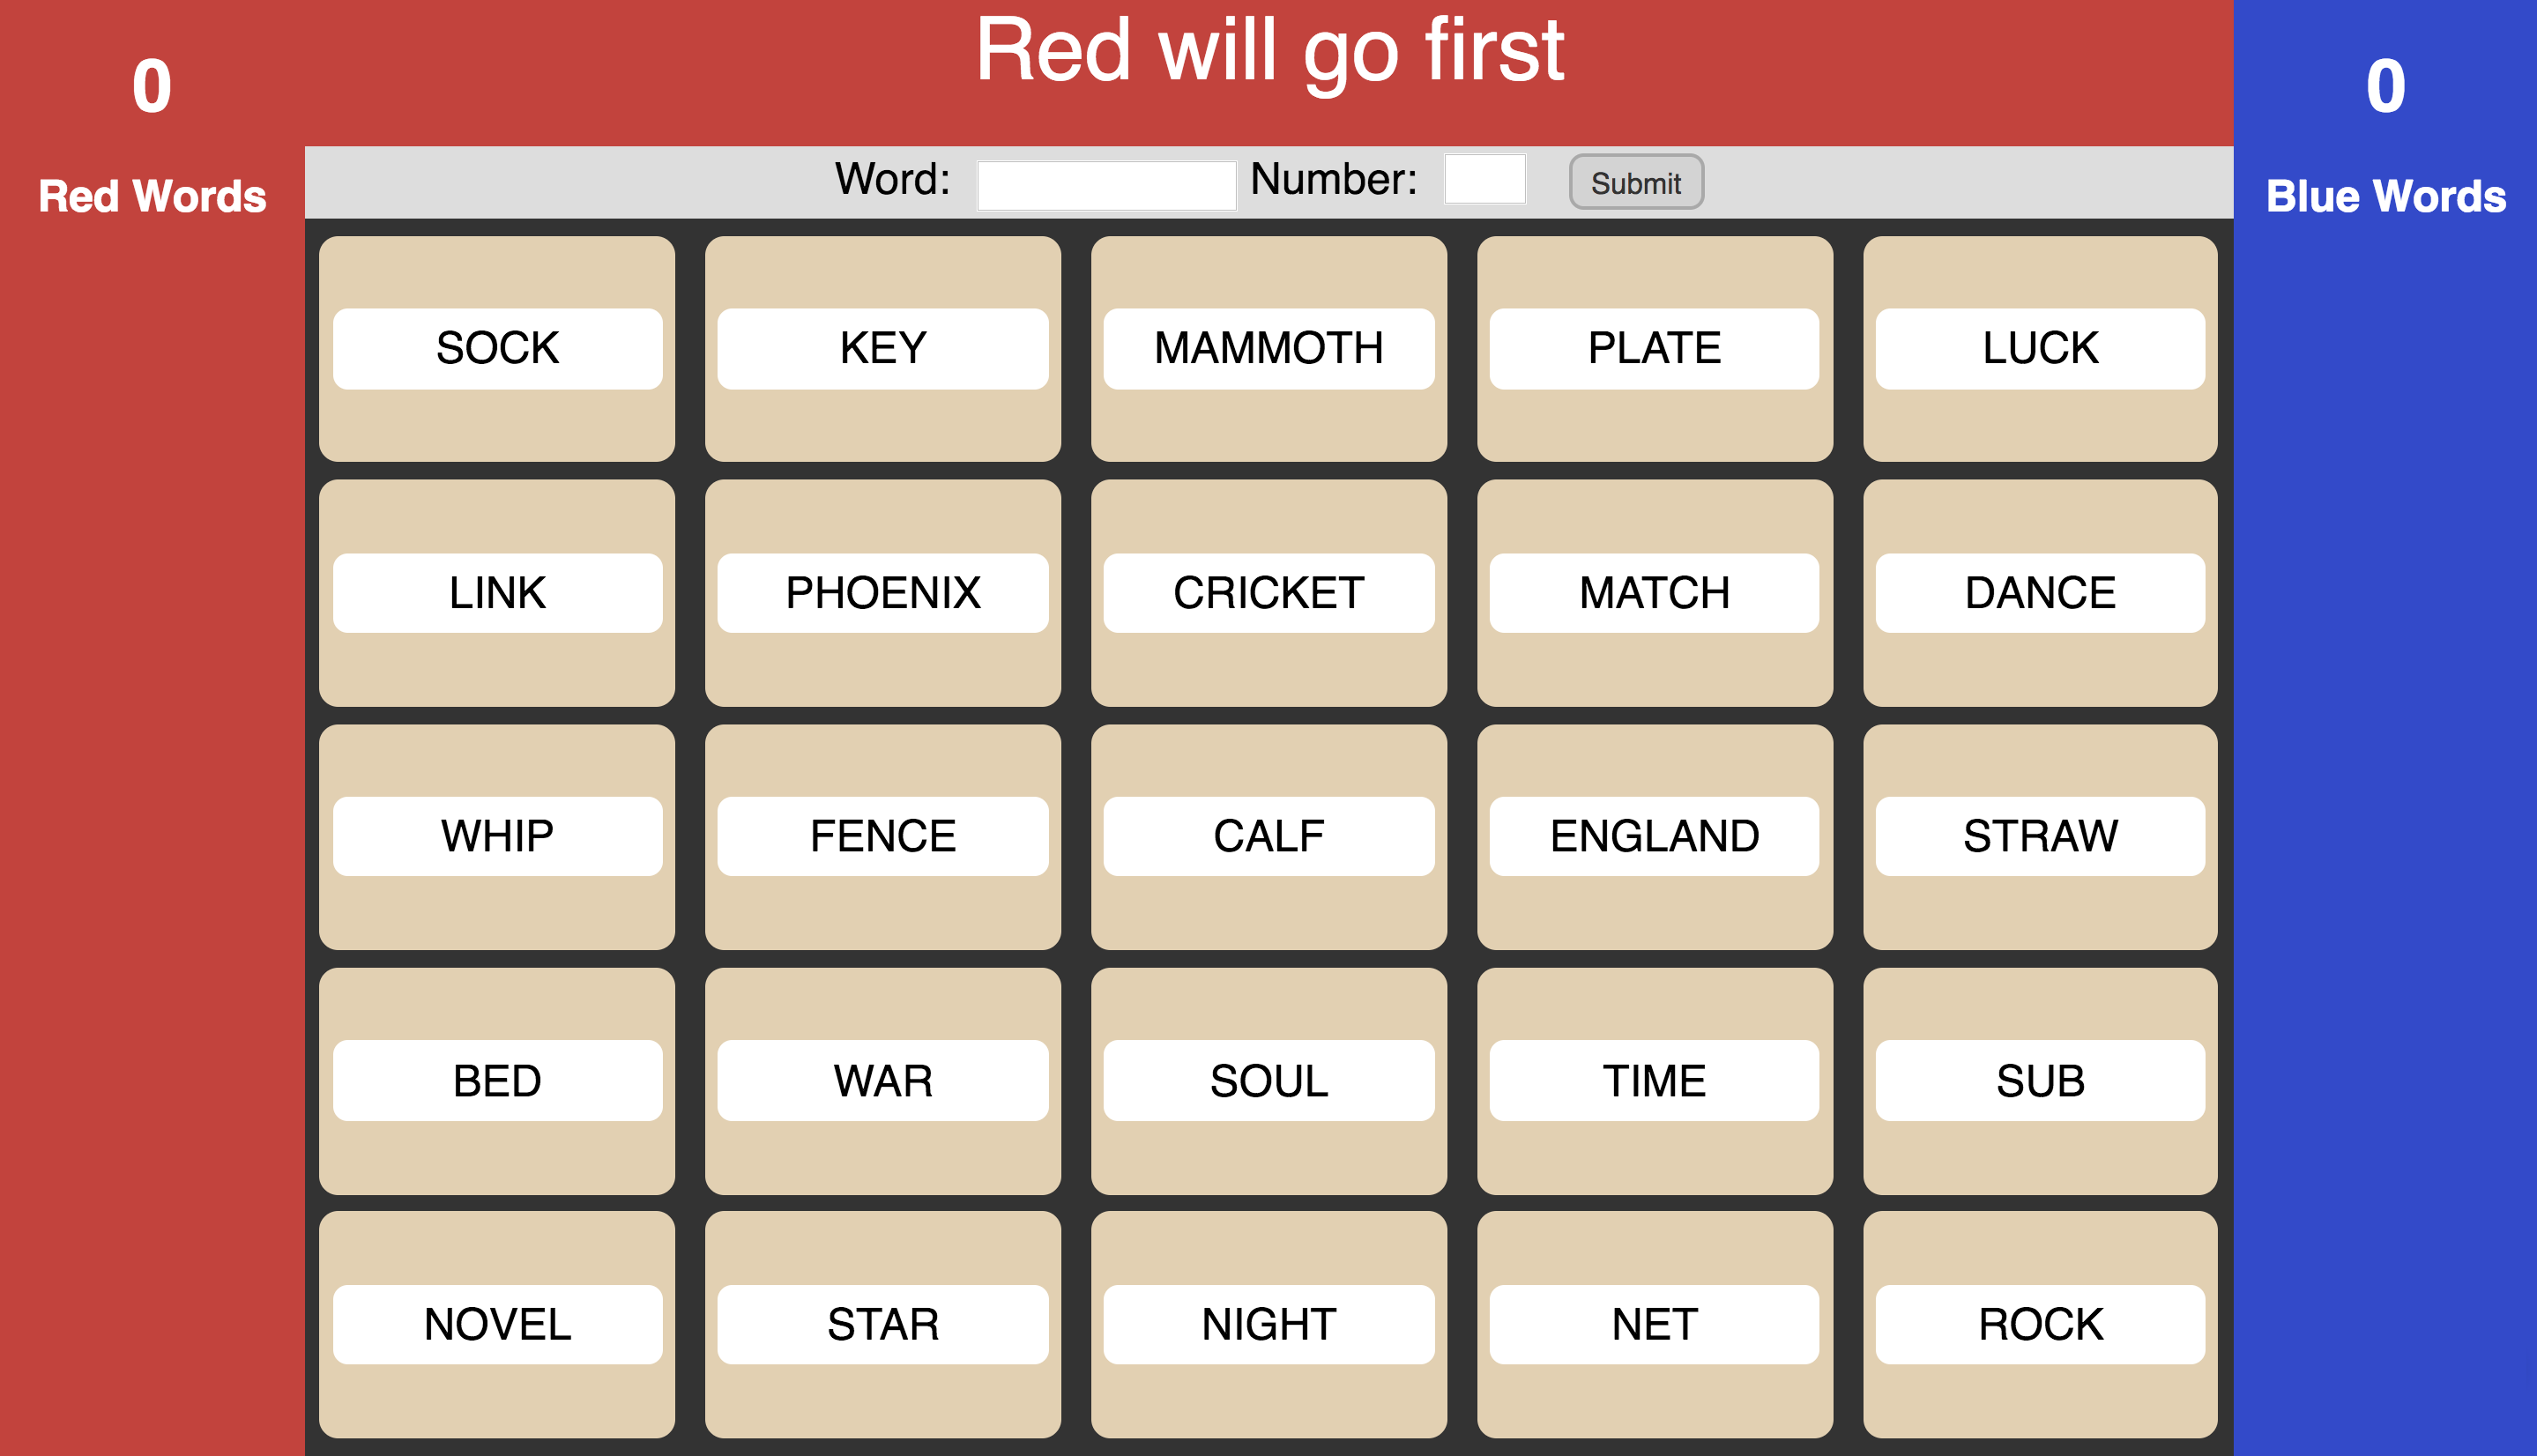 Red will go first
0
Red Words
0
Blue Words
Word: Number: Submit
SOCK KEY MAMMOTH PLATE LUCK
LINK PHOENIX CRICKET MATCH DANCE
WHIP FENCE CALF ENGLAND STRAW
BED WAR SOUL TIME SUB
NOVEL STAR NIGHT NET ROCK